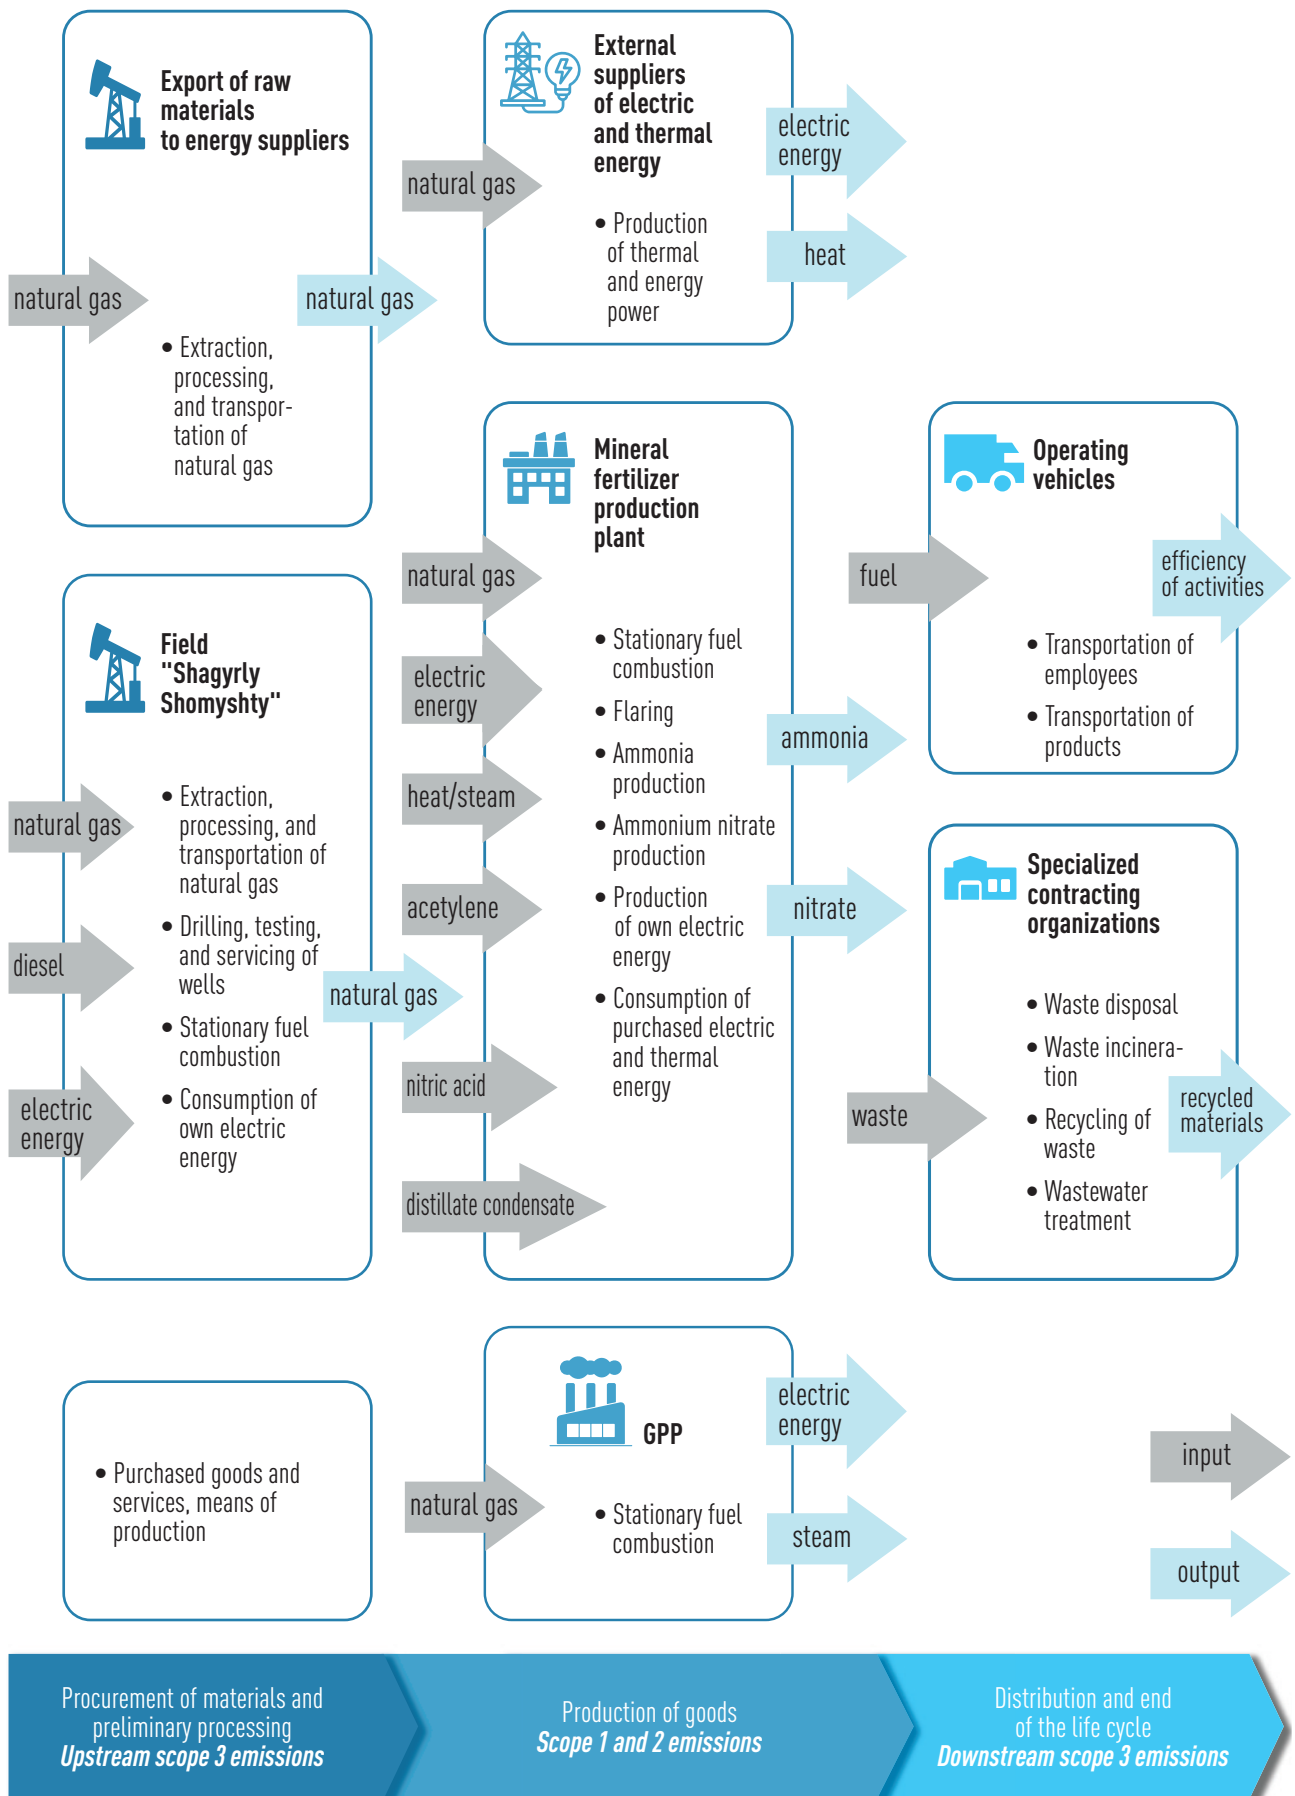 Export of raw
materials
to energy suppliers
natural gas
natural gas
• Extraction,
processing,
and transpor-
tation of
natural gas
External
suppliers
of electric
and thermal
energy
natural gas
• Production
of thermal
and energy
power
electric
energy
heat
Field
"Shagyrly
Shomyshty"
natural gas
diesel
electric
energy
• Extraction,
processing, and
transportation of
natural gas
• Drilling, testing,
and servicing of
wells
• Stationary fuel
combustion
• Consumption of
own electric
energy
natural gas
Mineral
fertilizer
production
plant
natural gas
electric
energy
heat/steam
acetylene
nitric acid
distillate condensate
• Stationary fuel
combustion
• Flaring
• Ammonia
production
• Ammonium nitrate
production
• Production
of own electric
energy
• Consumption of
purchased electric
and thermal
energy
ammonia
nitrate
Operating
vehicles
fuel
efficiency
of activities
• Transportation of
employees
• Transportation of
products
Specialized
contracting
organizations
waste
• Waste disposal
• Waste incinera-
tion
• Recycling of
waste
• Wastewater
treatment
recycled
materials
• Purchased goods and
services, means of
production
GPP
natural gas
• Stationary fuel
combustion
electric
energy
steam
input
output
Procurement of materials and
preliminary processing
Upstream scope 3 emissions
Production of goods
Scope 1 and 2 emissions
Distribution and end
of the life cycle
Downstream scope 3 emissions